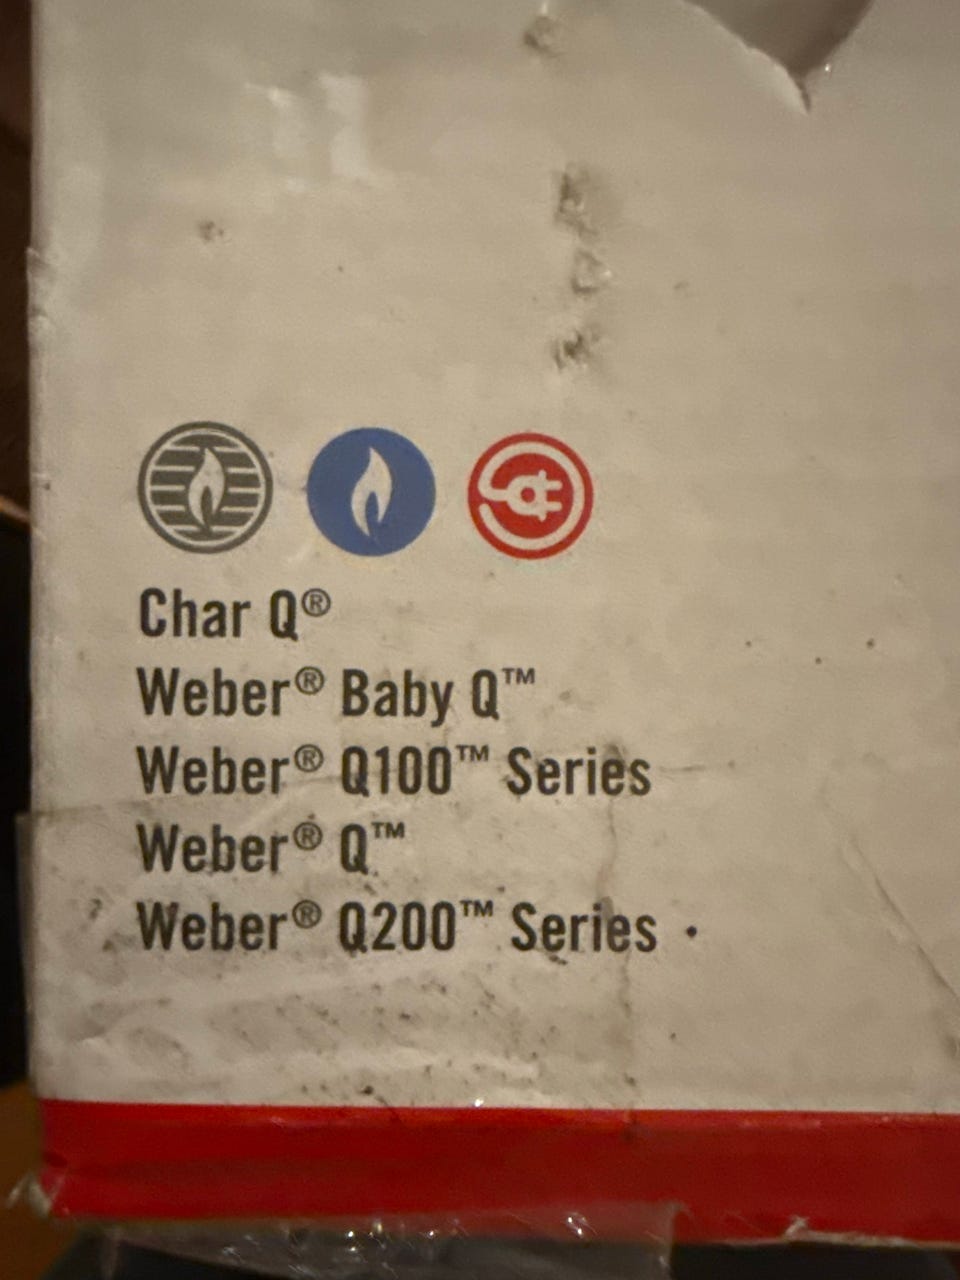 Char Q®
Weber® Baby Q™
Weber® Q100™ Series
Weber® Q™
Weber® Q200™ Series